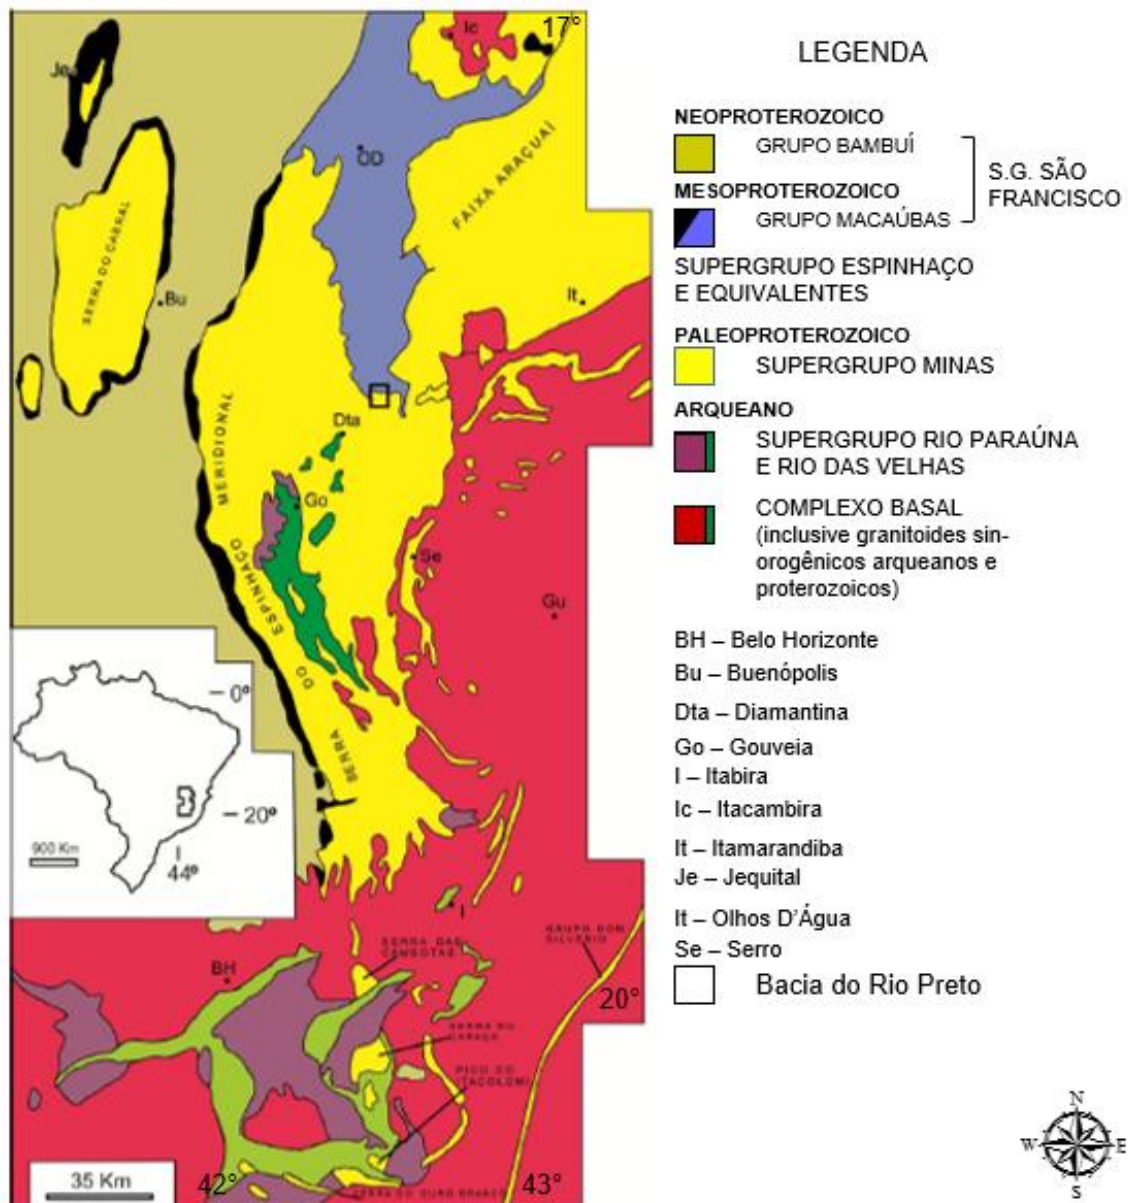 17°
Ic
Je
OD
FAIXA ARAÇUAÍ
SERRA DO CABRAL
Bu
It
MERIDIONAL
Dta
Go
Se
ESPINHAÇO
Gu
DO
SERRA
0°
20°
900 Km
44°
I
SERRA DAS
CAMBOTAS
GRUPO DOM
SILVÉRIO
BH
20°
SERRA DO
CARAÇA
PICO DO
ITACOLOMI
35 Km
42°
43°
SERRA DO OURO BRANCO
LEGENDA
NEOPROTEROZOICO
GRUPO BAMBUÍ
S.G. SÃO
FRANCISCO
MESOPROTEROZOICO
GRUPO MACAÚBAS
SUPERGRUPO ESPINHAÇO
E EQUIVALENTES
PALEOPROTEROZOICO
SUPERGRUPO MINAS
ARQUEANO
SUPERGRUPO RIO PARAÚNA
E RIO DAS VELHAS
COMPLEXO BASAL
(inclusive granitoides sin-
orogênicos arqueanos e
proterozoicos)
BH – Belo Horizonte
Bu – Buenópolis
Dta – Diamantina
Go – Gouveia
I – Itabira
Ic – Itacambira
It – Itamarandiba
Je – Jequital
It – Olhos D'Água
Se – Serro
Bacia do Rio Preto
N
W
E
S